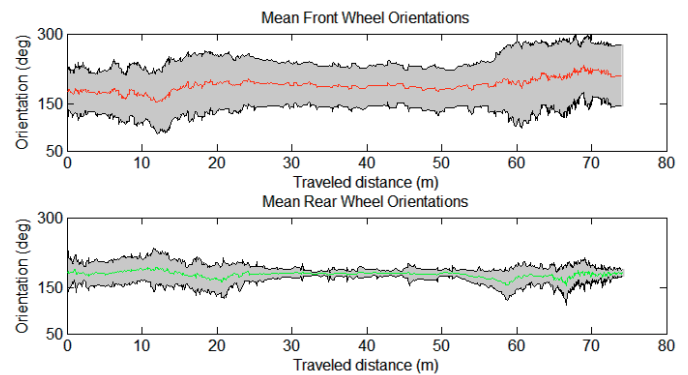 Mean Front Wheel Orientations
300
150
50
Orientation (deg)
0 10 20 30 40 50 60 70 80
Traveled distance (m)
Mean Rear Wheel Orientations
300
150
50
Orientation (deg)
0 10 20 30 40 50 60 70 80
Traveled distance (m)